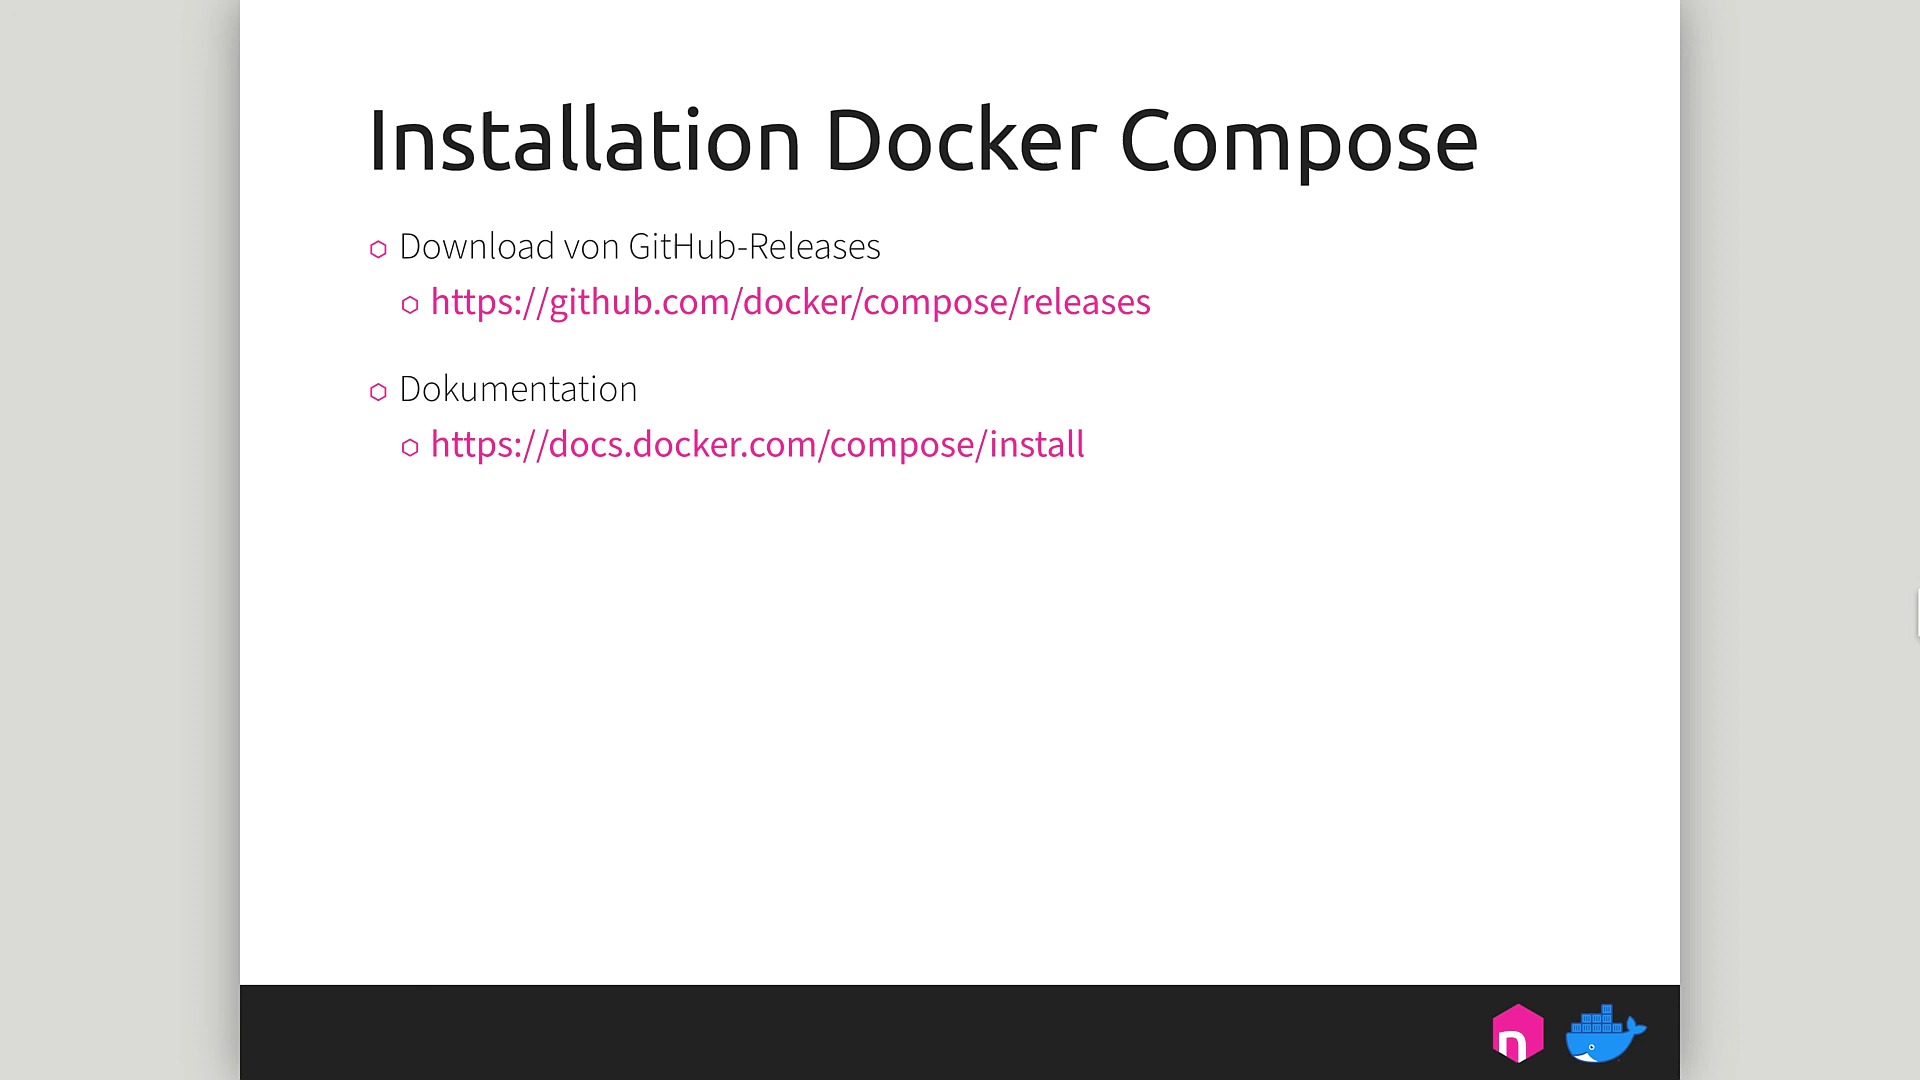 Installation Docker Compose
Download von GitHub-Releases
https://github.com/docker/compose/releases
Dokumentation
https://docs.docker.com/compose/install
n